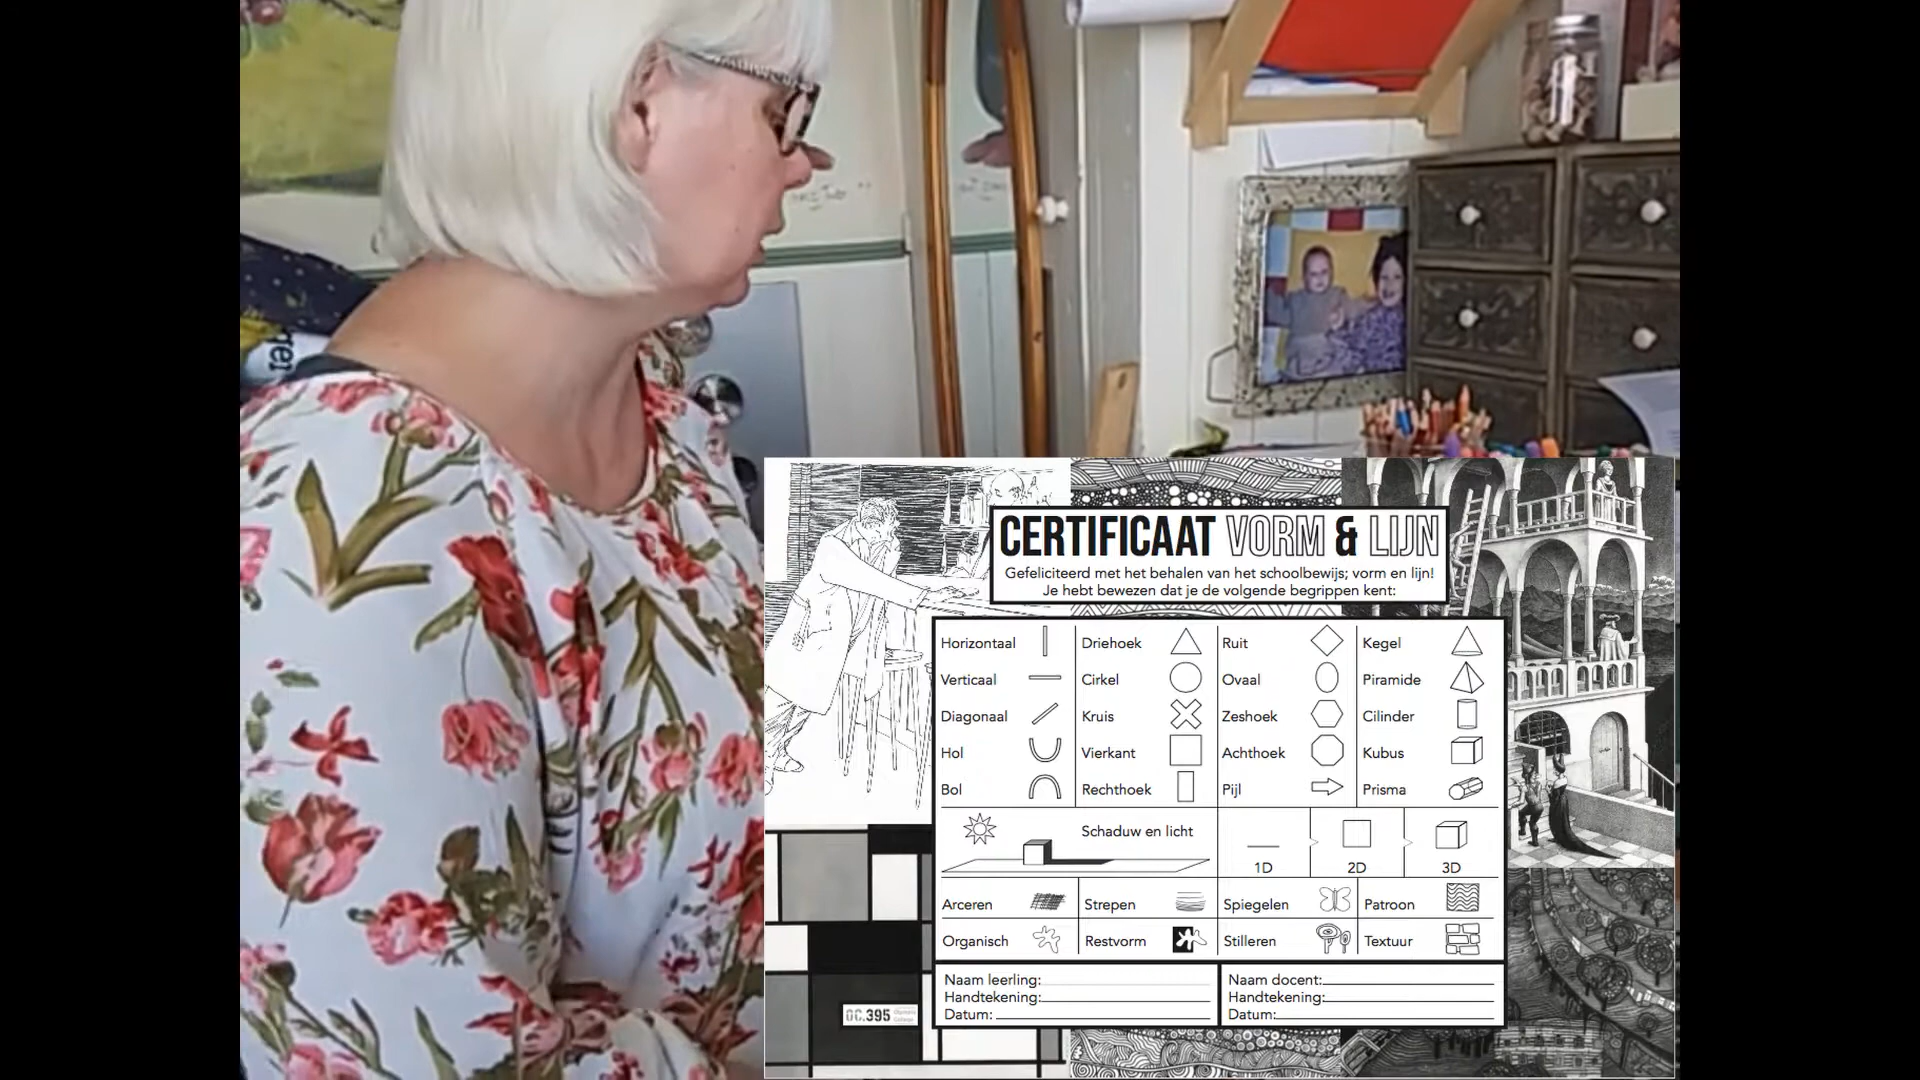 CERTIFICAAT VORM & LIJN
Gefeliciteerd met het behalen van het schoolbewijs; vorm en lijn!
Je hebt bewezen dat je de volgende begrippen kent:
Horizontaal Driehoek Ruit Kegel
Verticaal Cirkel Ovaal Piramide
Diagonaal Kruis Zeshoek Cilinder
Hol Vierkant Achthoek Kubus
Bol Rechthoek Pijl Prisma
Schaduw en licht
1D 2D 3D
Arceren Strepen Spiegelen Patroon
Organisch Restvorm Stilleren Textuur
Naam leerling: Naam docent:
Handtekening: Handtekening:
Datum: Datum:
OC.395